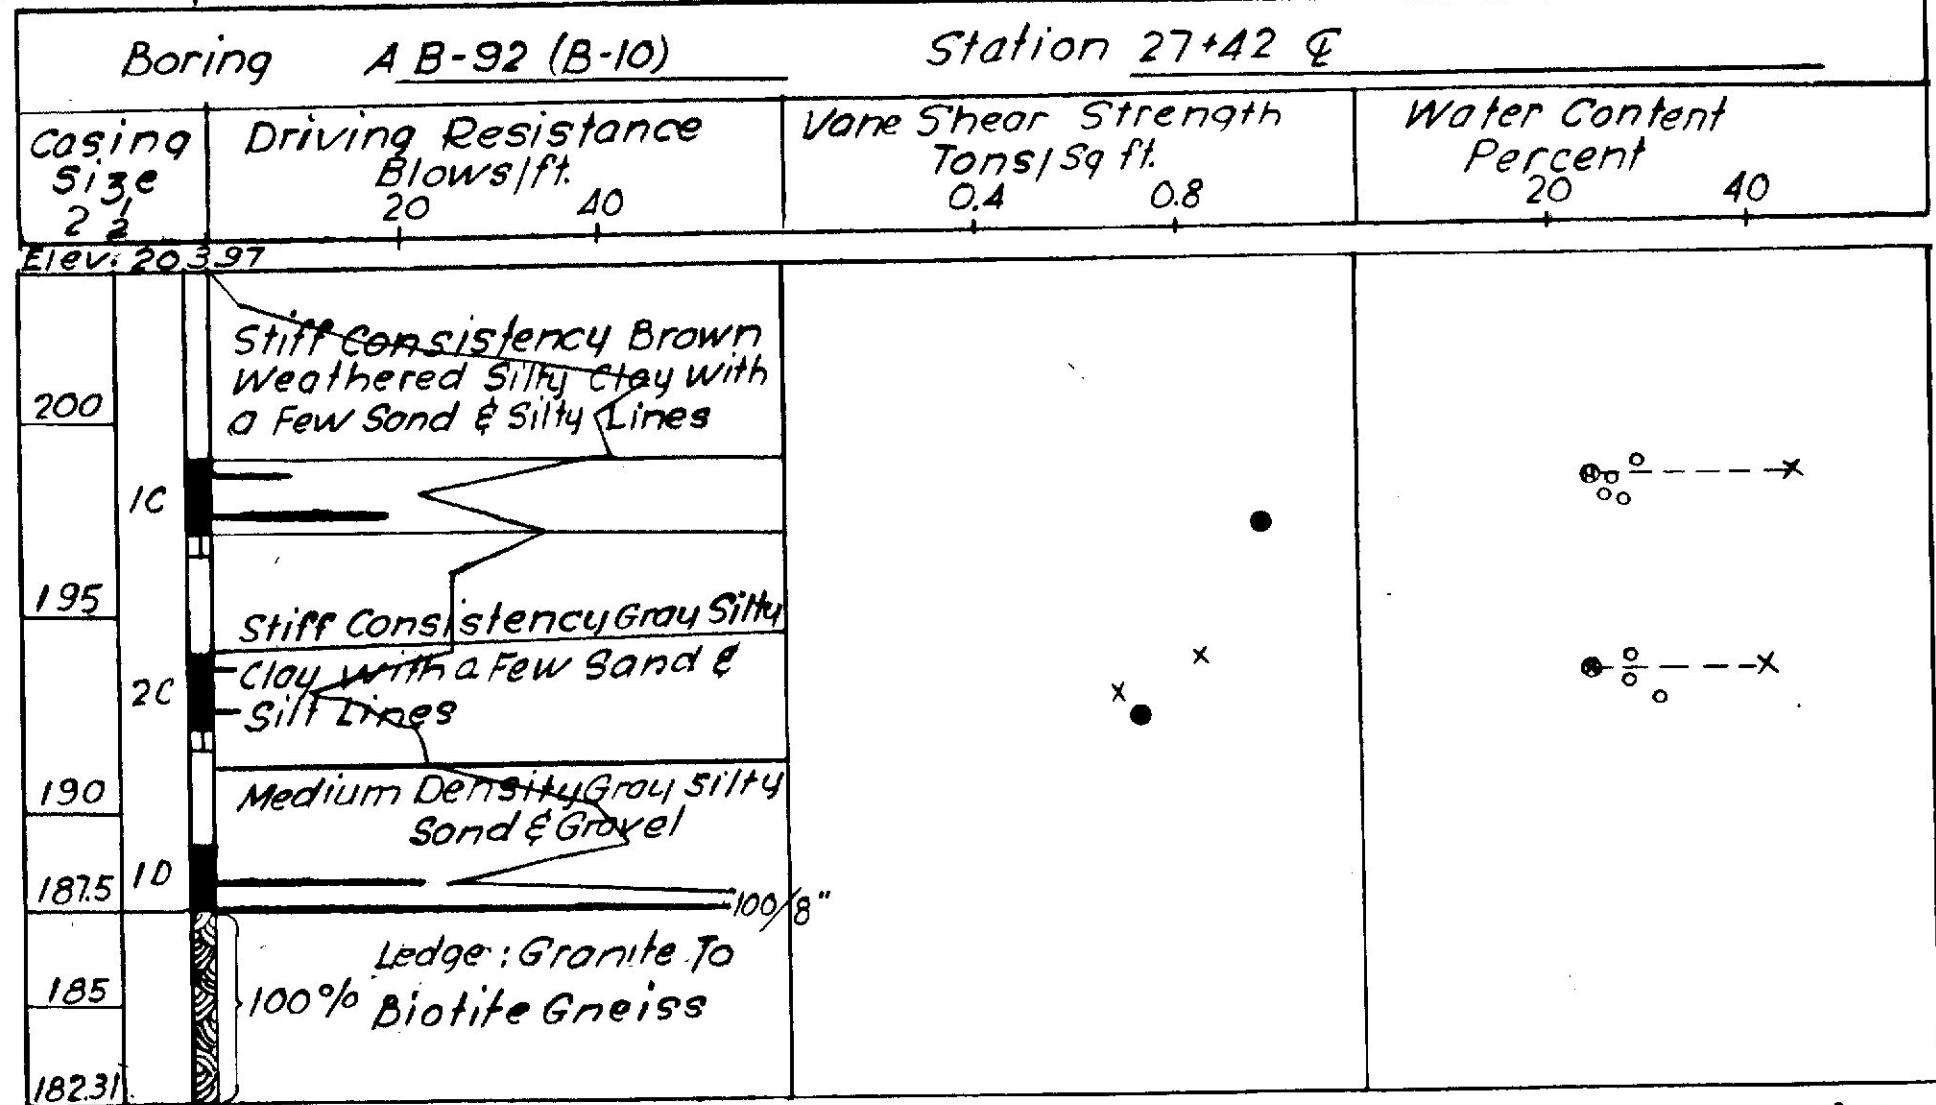 Boring AB-92 (B-10) Station 27+42 ℄
Casing Size 2 1/2
Driving Resistance
Blows/ft.
20 40
Vane Shear Strength
Tons/Sq ft.
0.4 0.8
Water Content
Percent
20 40
Elev: 203.97
Stiff Consistency Brown
Weathered Silty Clay with
a Few Sand & Silty Lines
200
1C
195
Stiff Consistency Gray Silty
Clay with a Few Sand &
Silt Lines
2C
190
Medium Density Gray Silty
Sand & Gravel
1D
187.5
100/8"
Ledge: Granite To
Biotite Gneiss
100%
185
182.31